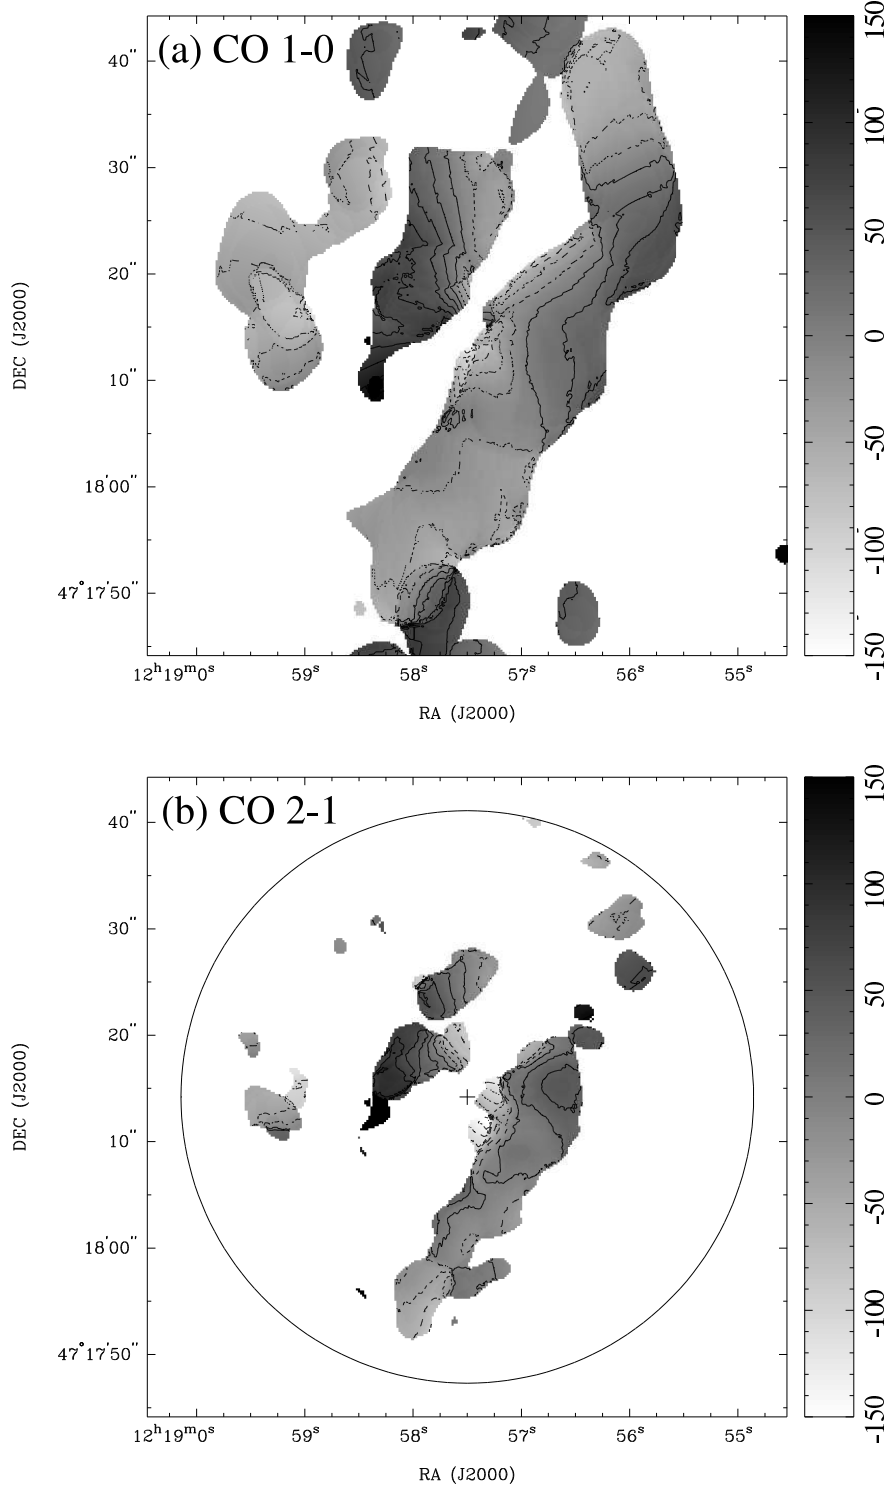 (a) CO 1-0
40"
30"
20"
10"
18'00"
47°17'50"
DEC (J2000)
12ʰ19ᵐ0ˢ
59ˢ
58ˢ
57ˢ
56ˢ
55ˢ
RA (J2000)
150
100
50
0
-50
-100
-150
(b) CO 2-1
40"
30"
20"
10"
18'00"
47°17'50"
DEC (J2000)
12ʰ19ᵐ0ˢ
59ˢ
58ˢ
57ˢ
56ˢ
55ˢ
RA (J2000)
150
100
50
0
-50
-100
-150